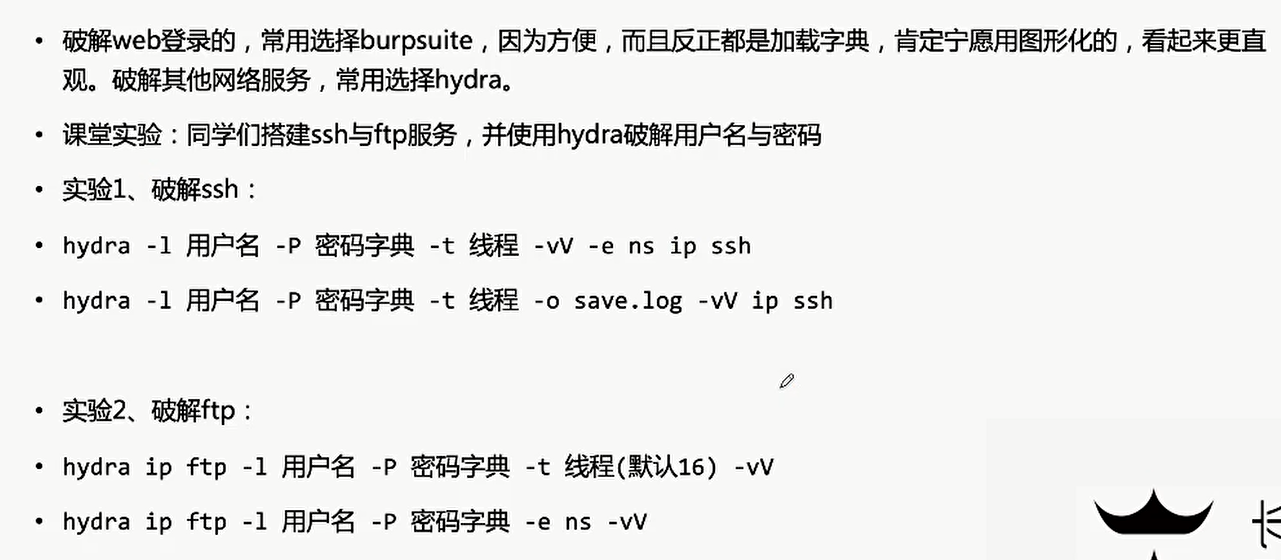 • 破解web登录的，常用选择burpsuite，因为方便，而且反正都是加载字典，肯定宁愿用图形化的，看起来更直
观。破解其他网络服务，常用选择hydra。
• 课堂实验：同学们搭建ssh与ftp服务，并使用hydra破解用户名与密码
• 实验1、破解ssh：
• hydra -l 用户名 -P 密码字典 -t 线程 -vV -e ns ip ssh
• hydra -l 用户名 -P 密码字典 -t 线程 -o save.log -vV ip ssh
• 实验2、破解ftp：
• hydra ip ftp -l 用户名 -P 密码字典 -t 线程(默认16) -vV
• hydra ip ftp -l 用户名 -P 密码字典 -e ns -vV